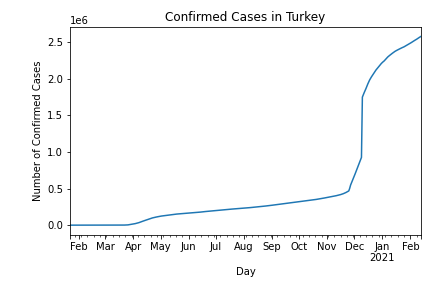 Confirmed Cases in Turkey
1e6
2.5
2.0
1.5
1.0
0.5
0.0
Number of Confirmed Cases
Feb Mar Apr May Jun Jul Aug Sep Oct Nov Dec Jan Feb
2021
Day